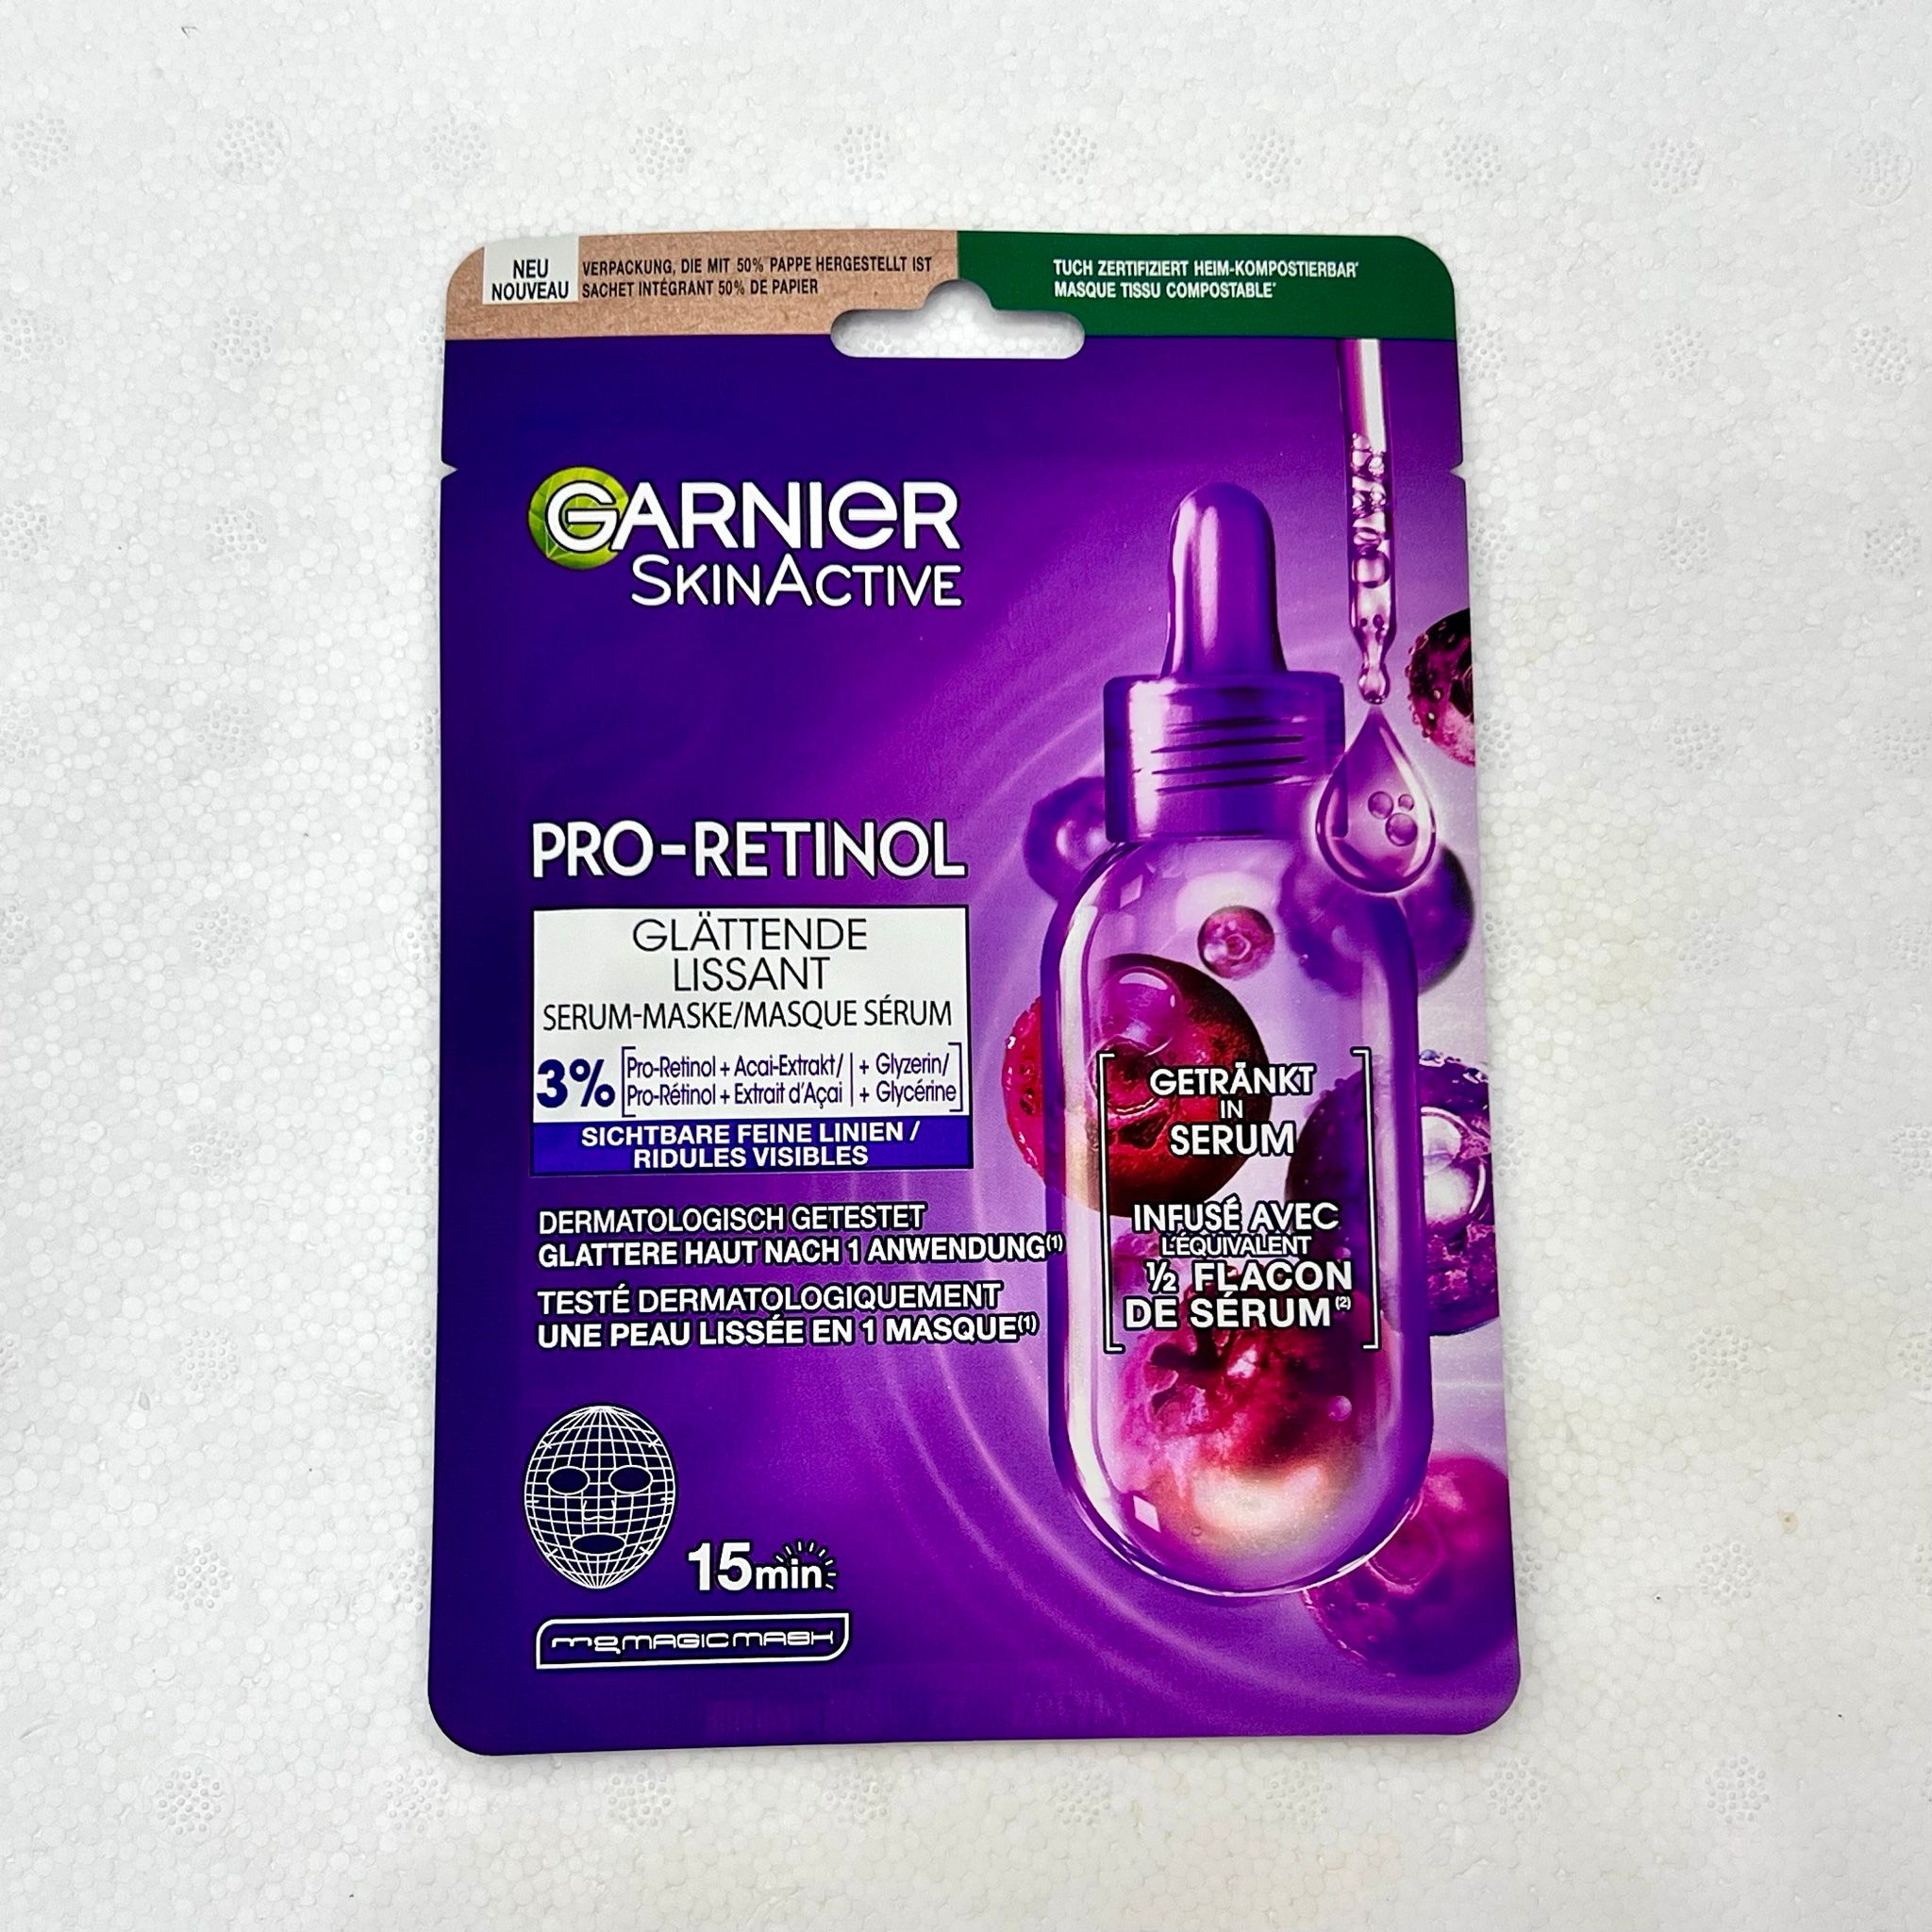 NEU
NOUVEAU
VERPACKUNG, DIE MIT 50% PAPPE HERGESTELLT IST
SACHET INTÉGRANT 50% DE PAPIER
TUCH ZERTIFIZIERT HEIM-KOMPOSTIERBAR*
MASQUE TISSU COMPOSTABLE*
GARNIER
SKINACTIVE
PRO-RETINOL
GLÄTTENDE
LISSANT
SERUM-MASKE/MASQUE SÉRUM
3% [Pro-Retinol + Acai-Extrakt/ | + Glyzerin/
Pro-Rétinol + Extrait d'Açai | + Glycérine]
SICHTBARE FEINE LINIEN /
RIDULES VISIBLES
DERMATOLOGISCH GETESTET
GLATTERE HAUT NACH 1 ANWENDUNG(1)
TESTÉ DERMATOLOGIQUEMENT
UNE PEAU LISSÉE EN 1 MASQUE(1)
GETRÄNKT
IN
SERUM
INFUSÉ AVEC
L'ÉQUIVALENT
½ FLACON
DE SÉRUM(2)
15min
MAGIC MASK